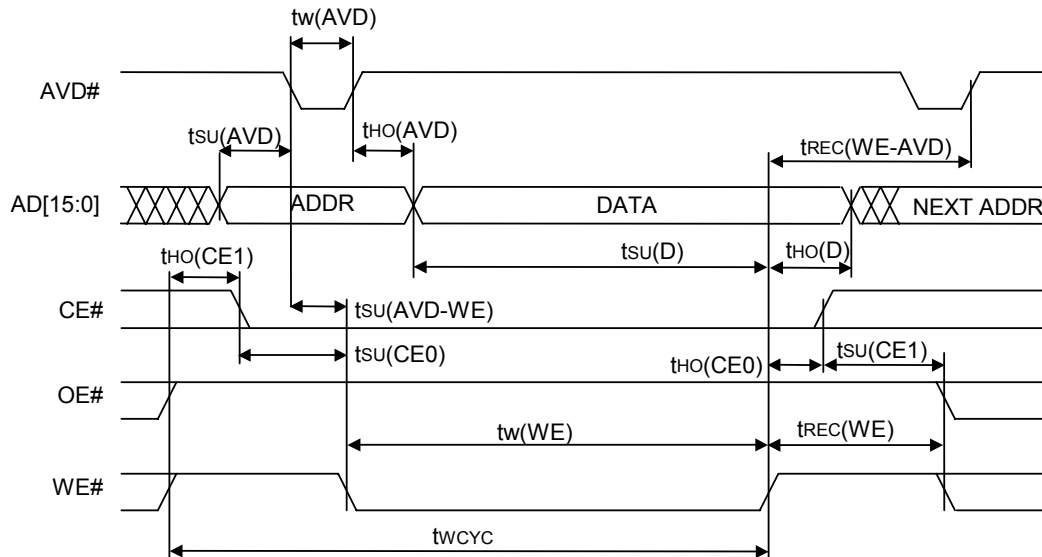 tw(AVD)
AVD#
tSU(AVD)
tHO(AVD)
tREC(WE-AVD)
AD[15:0]
ADDR
DATA
NEXT ADDR
tSU(D)
tHO(D)
tHO(CE1)
CE#
tSU(AVD-WE)
tSU(CE0)
tHO(CE0)
tSU(CE1)
OE#
tw(WE)
tREC(WE)
WE#
tWCYC